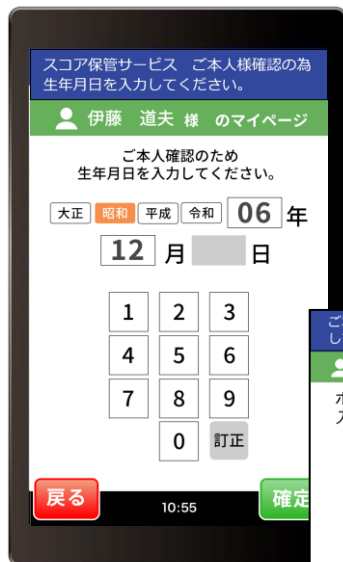 スコア保管サービス　ご本人様確認の為
生年月日を入力してください。
伊藤　道夫 様　のマイページ
ご本人確認のため
生年月日を入力してください。
大正 昭和 平成 令和 06 年
12 月 日
1 2 3
4 5 6
7 8 9
0 訂正
戻る 10:55 確定